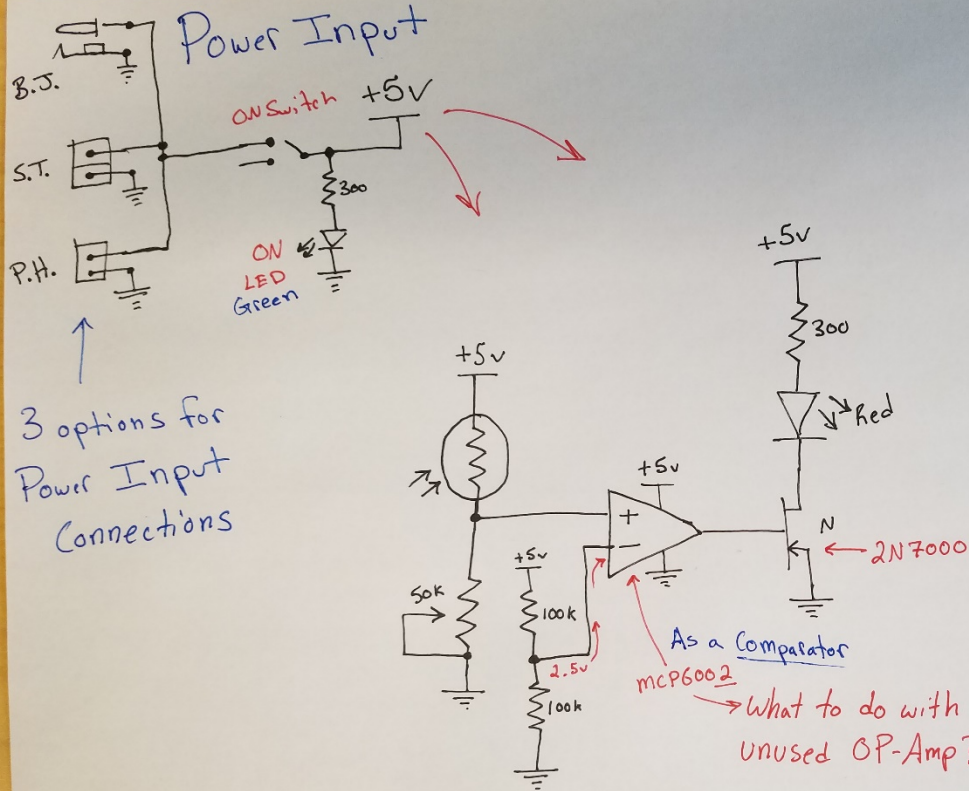 Power Input
B.J.
ON Switch
+5v
S.T.
300
P.H.
ON
LED
Green
3 options for
Power Input
Connections
+5v
+5v
300
Red
+5v
+
-
N
2N7000
+5v
50k
100k
2.5v
100k
As a Comparator
MCP6002
What to do with
unused OP-Amp?